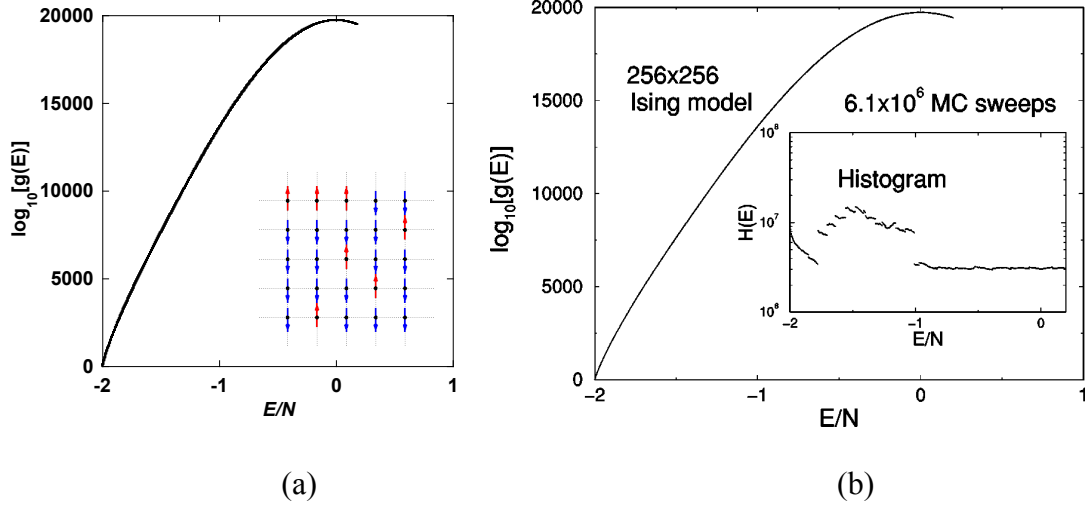 20000
15000
10000
5000
0
log10[g(E)]
-2
-1
0
1
E/N
(a)
20000
15000
10000
5000
0
log10[g(E)]
256x256
Ising model
6.1x10^6 MC sweeps
10^8
10^7
10^6
H(E)
Histogram
-2
-1
0
E/N
−2
−1
0
1
E/N
(b)